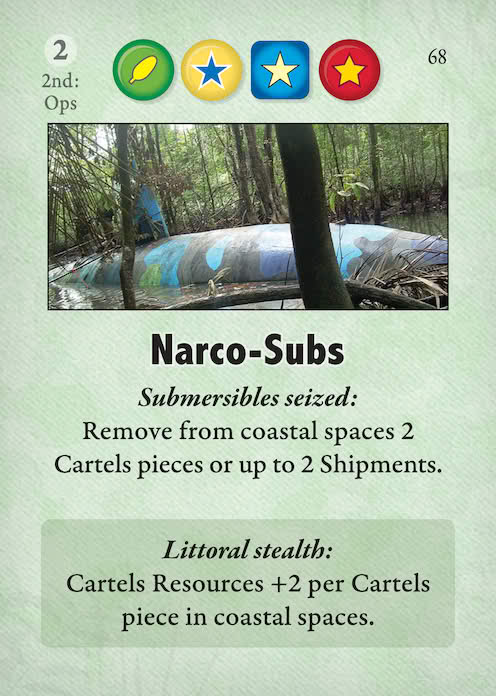 2
2nd:
Ops
68
Narco-Subs
Submersibles seized:
Remove from coastal spaces 2
Cartels pieces or up to 2 Shipments.
Littoral stealth:
Cartels Resources +2 per Cartels
piece in coastal spaces.